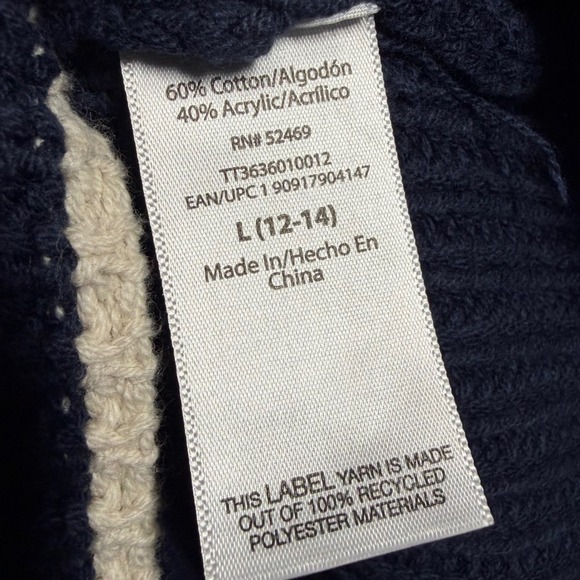 60% Cotton/Algodón
40% Acrylic/Acrílico
RN# 52469
TT3636010012
EAN/UPC 1 90917904147
L (12-14)
Made In/Hecho En
China
THIS LABEL YARN IS MADE
OUT OF 100% RECYCLED
POLYESTER MATERIALS